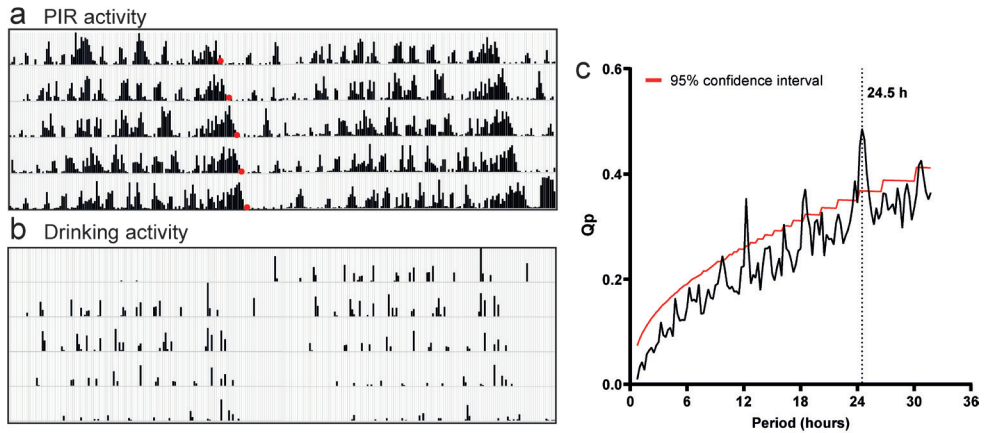 a PIR activity
b Drinking activity
C
95% confidence interval
24.5 h
Qp
0.6
0.4
0.2
0.0
0 6 12 18 24 30 36
Period (hours)